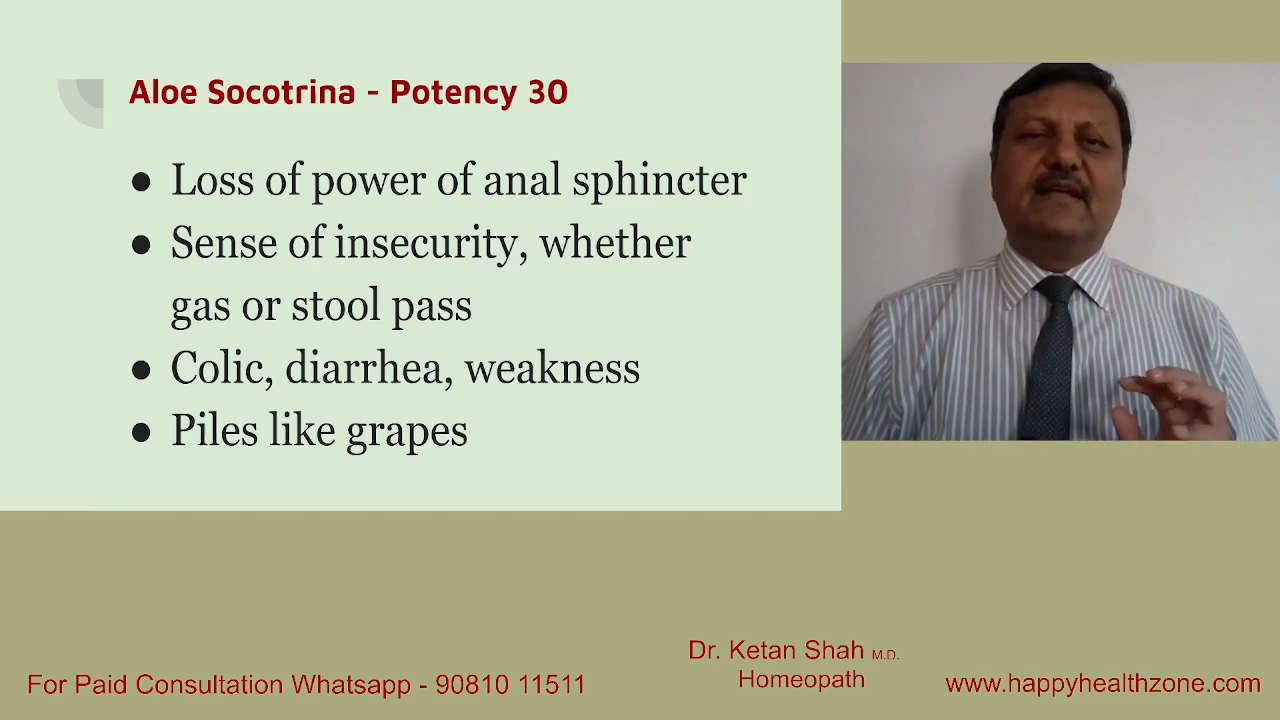 Aloe Socotrina - Potency 30
● Loss of power of anal sphincter
● Sense of insecurity, whether
gas or stool pass
● Colic, diarrhea, weakness
● Piles like grapes
Dr. Ketan Shah M.D.
Homeopath
For Paid Consultation Whatsapp - 90810 11511
www.happyhealthzone.com